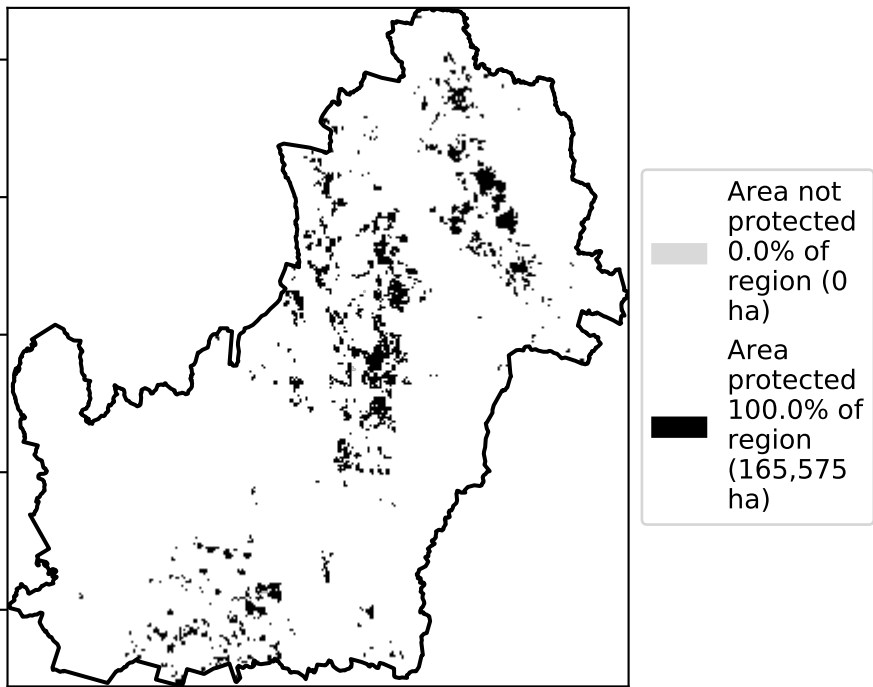 Area not
protected
0.0% of
region (0
ha)
Area
protected
100.0% of
region
(165,575
ha)